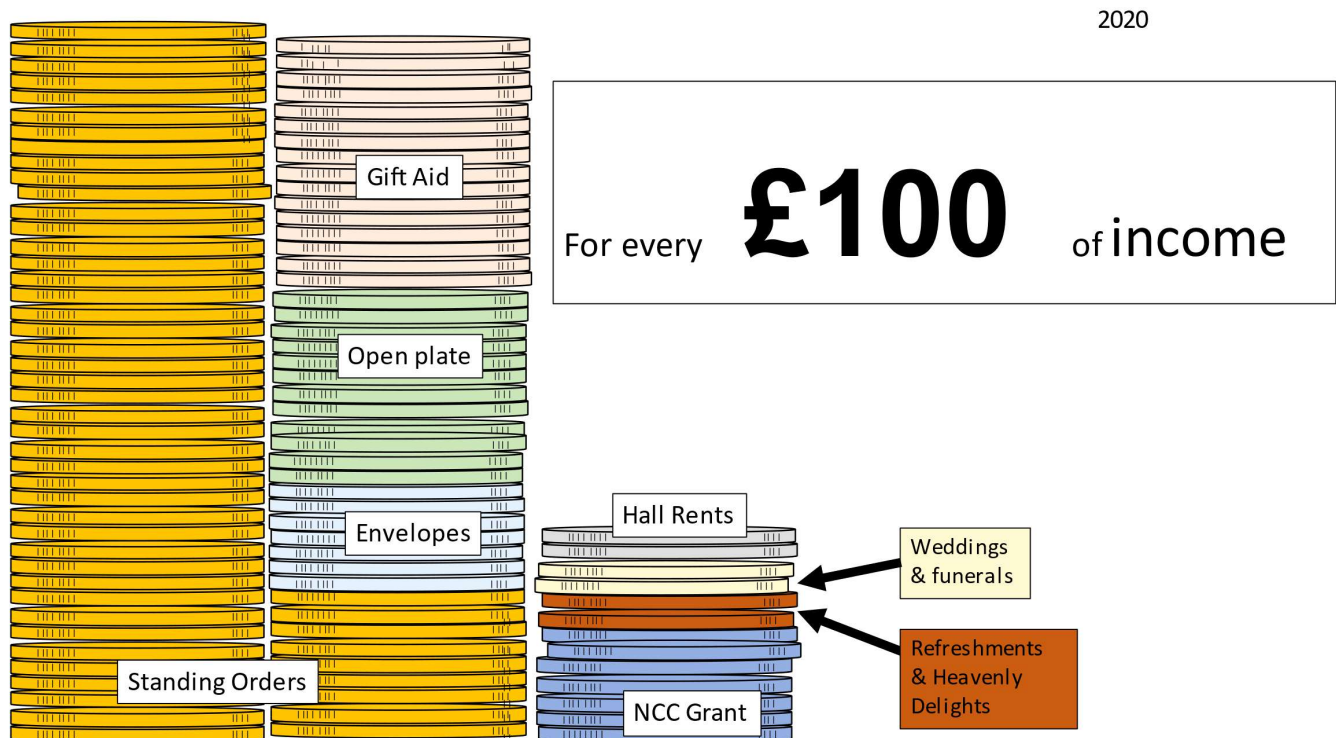 2020
For every £100 of income
Gift Aid
Open plate
Envelopes
Hall Rents
Weddings
& funerals
Refreshments
& Heavenly
Delights
Standing Orders
NCC Grant